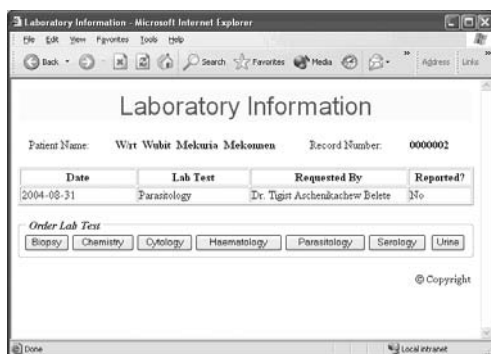 Laboratory Information - Microsoft Internet Explorer
File Edit View Favorites Tools Help
Back Search Favorites Media Address Links
Laboratory Information
Patient Name: W/rt Wubit Mekuria Mekonnen Record Number: 0000002
Date Lab Test Requested By Reported?
2004-08-31 Parasitology Dr. Tigist Aschenikachew Belete No
Order Lab Test
Biopsy Chemistry Cytology Haematology Parasitology Serology Urine
© Copyright
Done Local intranet